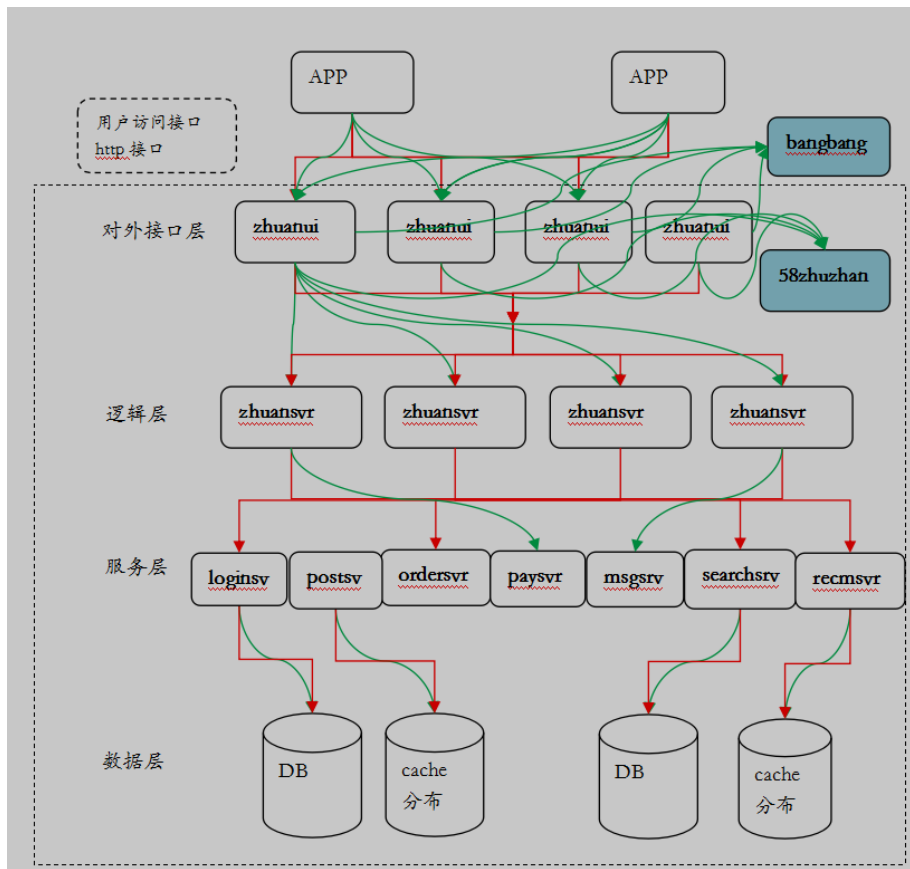 APP
APP
用户访问接口
http 接口
bangbang
对外接口层
zhuanui
zhuanui
zhuanui
zhuanui
58zhuzhan
逻辑层
zhuansvr
zhuansvr
zhuansvr
zhuansvr
服务层
loginsv
postsv
ordersvr
paysvr
msgsrv
searchsrv
recmsvr
数据层
DB
cache
分布
DB
cache
分布